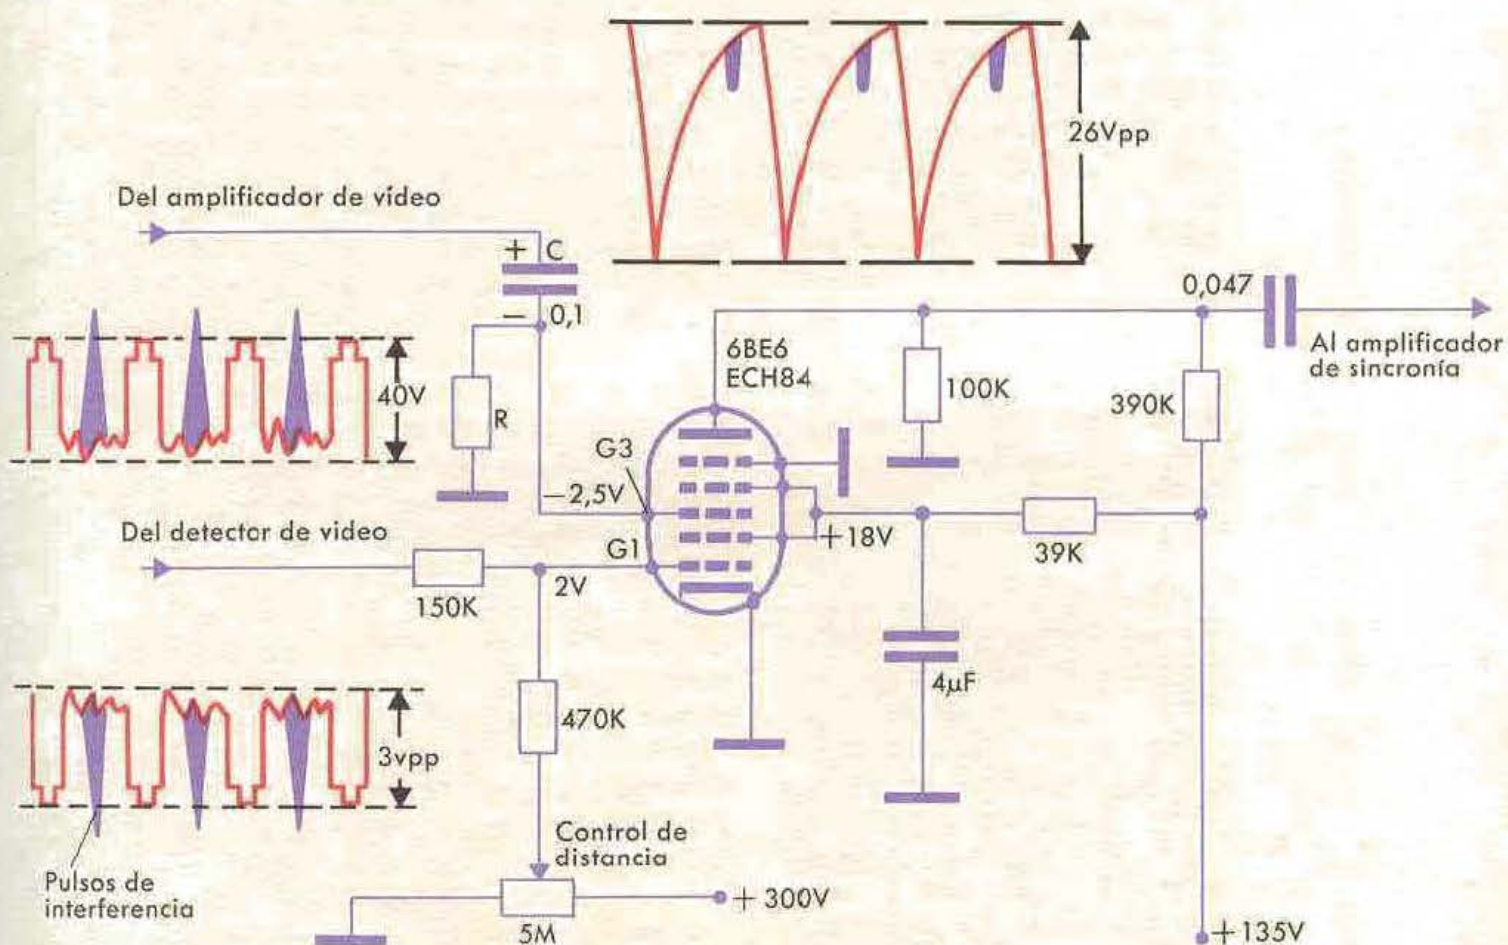 26Vpp
Del amplificador de vídeo
+ C
− 0,1
0,047
Al amplificador
de sincronía
6BE6
ECH84
100K
390K
40V
R
G3
−2,5V
Del detector de video
G1
+18V
39K
150K
2V
4µF
470K
3vpp
Control de
distancia
Pulsos de
interferencia
+ 300V
5M
+135V